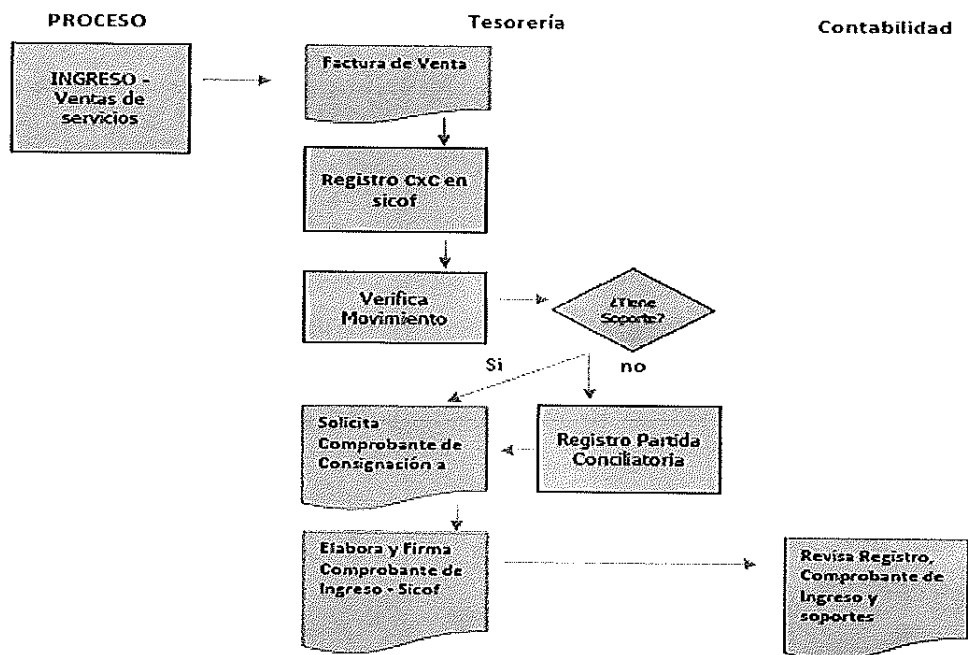 PROCESO
Tesorería
Contabilidad
INGRESO -
Ventas de
servicios
Factura de Venta
Registro CxC en
sicof
Verifica
Movimiento
¿Tiene
Soporte?
Si
no
Solicita
Comprobante de
Consignación a
Registro Partida
Conciliatoria
Elabora y Firma
Comprobante de
Ingreso - Sicof
Revisa Registro,
Comprobante de
Ingreso y
soportes